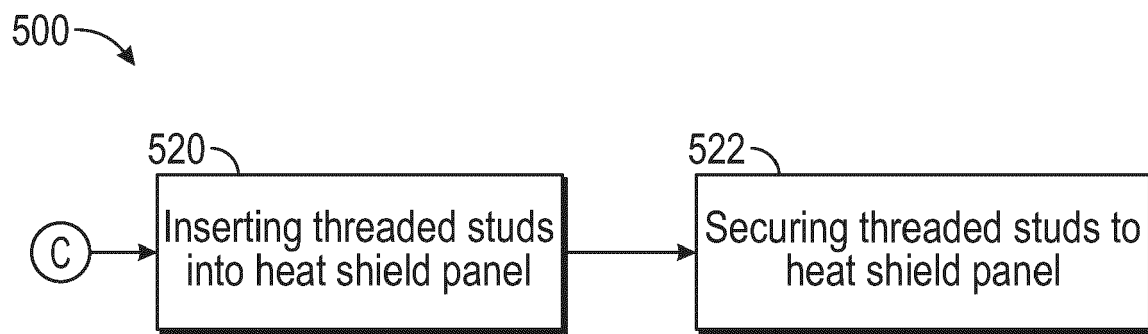 500
520
522
C
Inserting threaded studs
into heat shield panel
Securing threaded studs to
heat shield panel